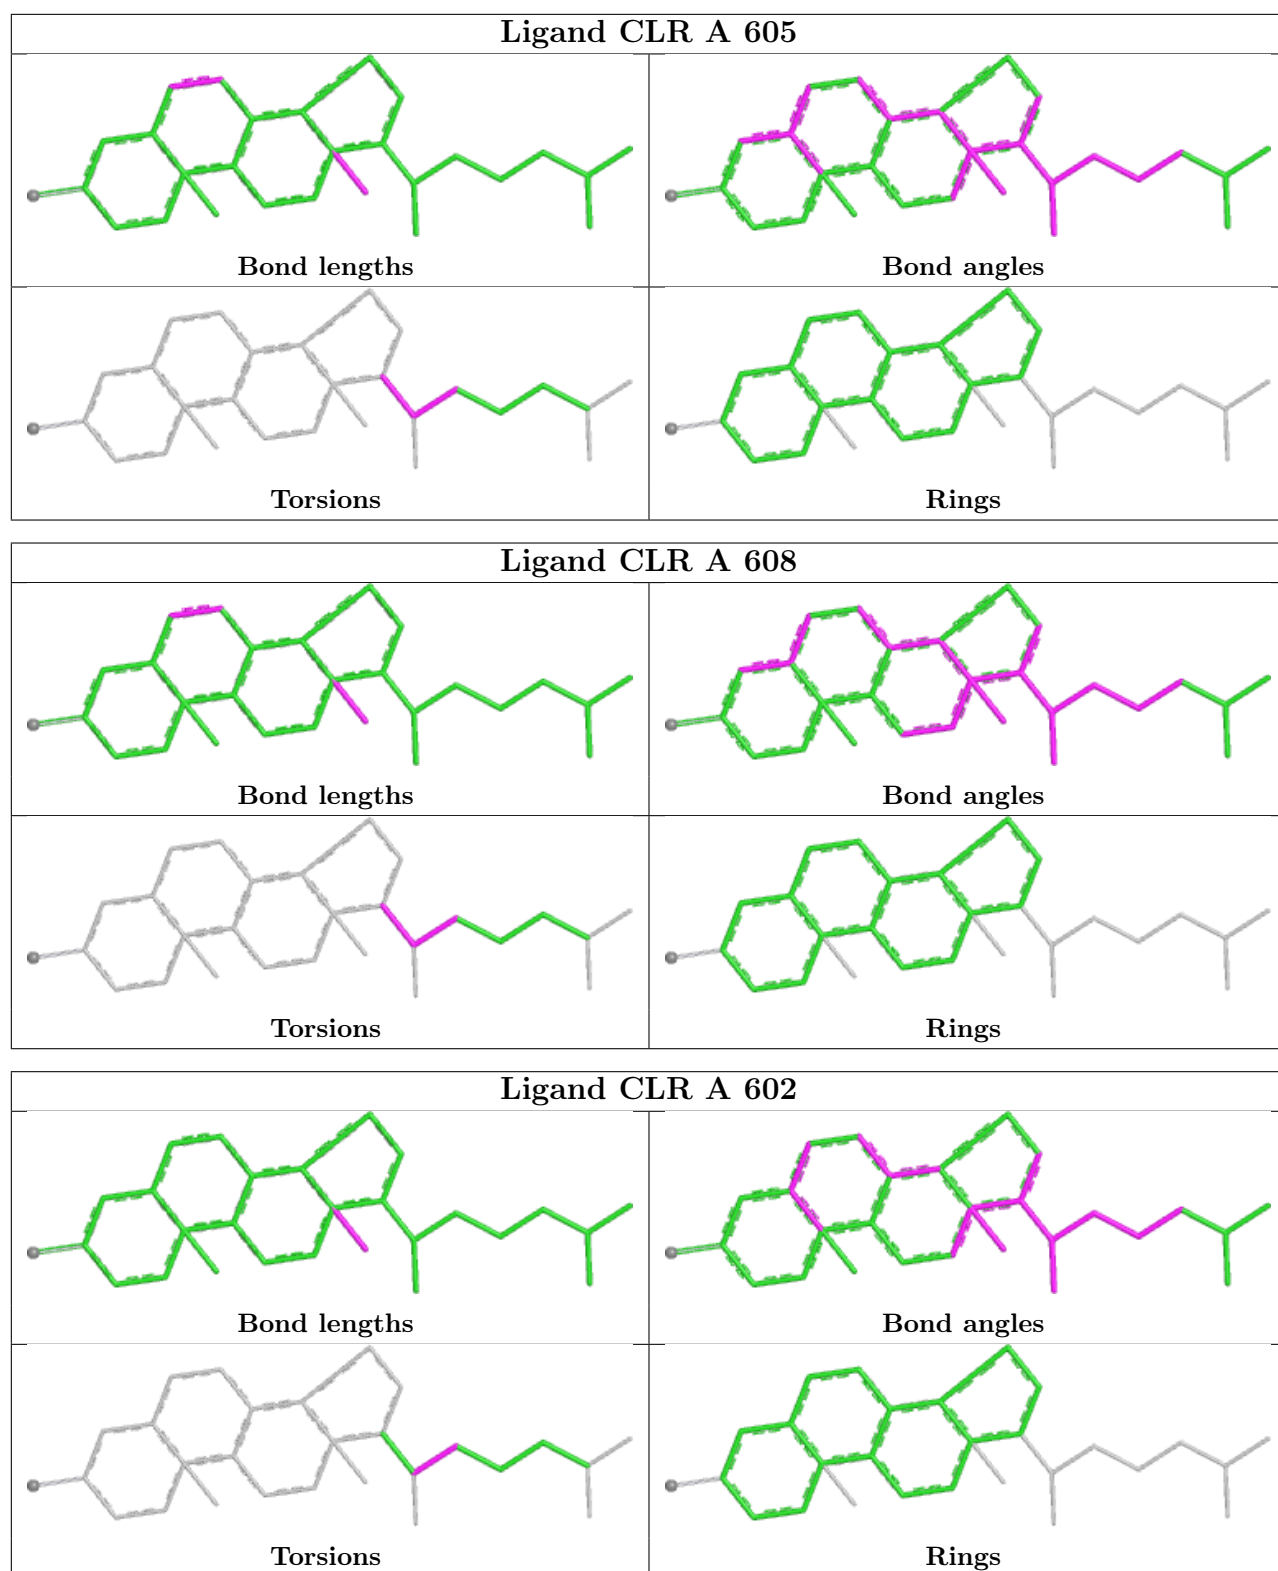 Ligand CLR A 605
Bond lengths
Bond angles
Torsions
Rings
Ligand CLR A 608
Bond lengths
Bond angles
Torsions
Rings
Ligand CLR A 602
Bond lengths
Bond angles
Torsions
Rings